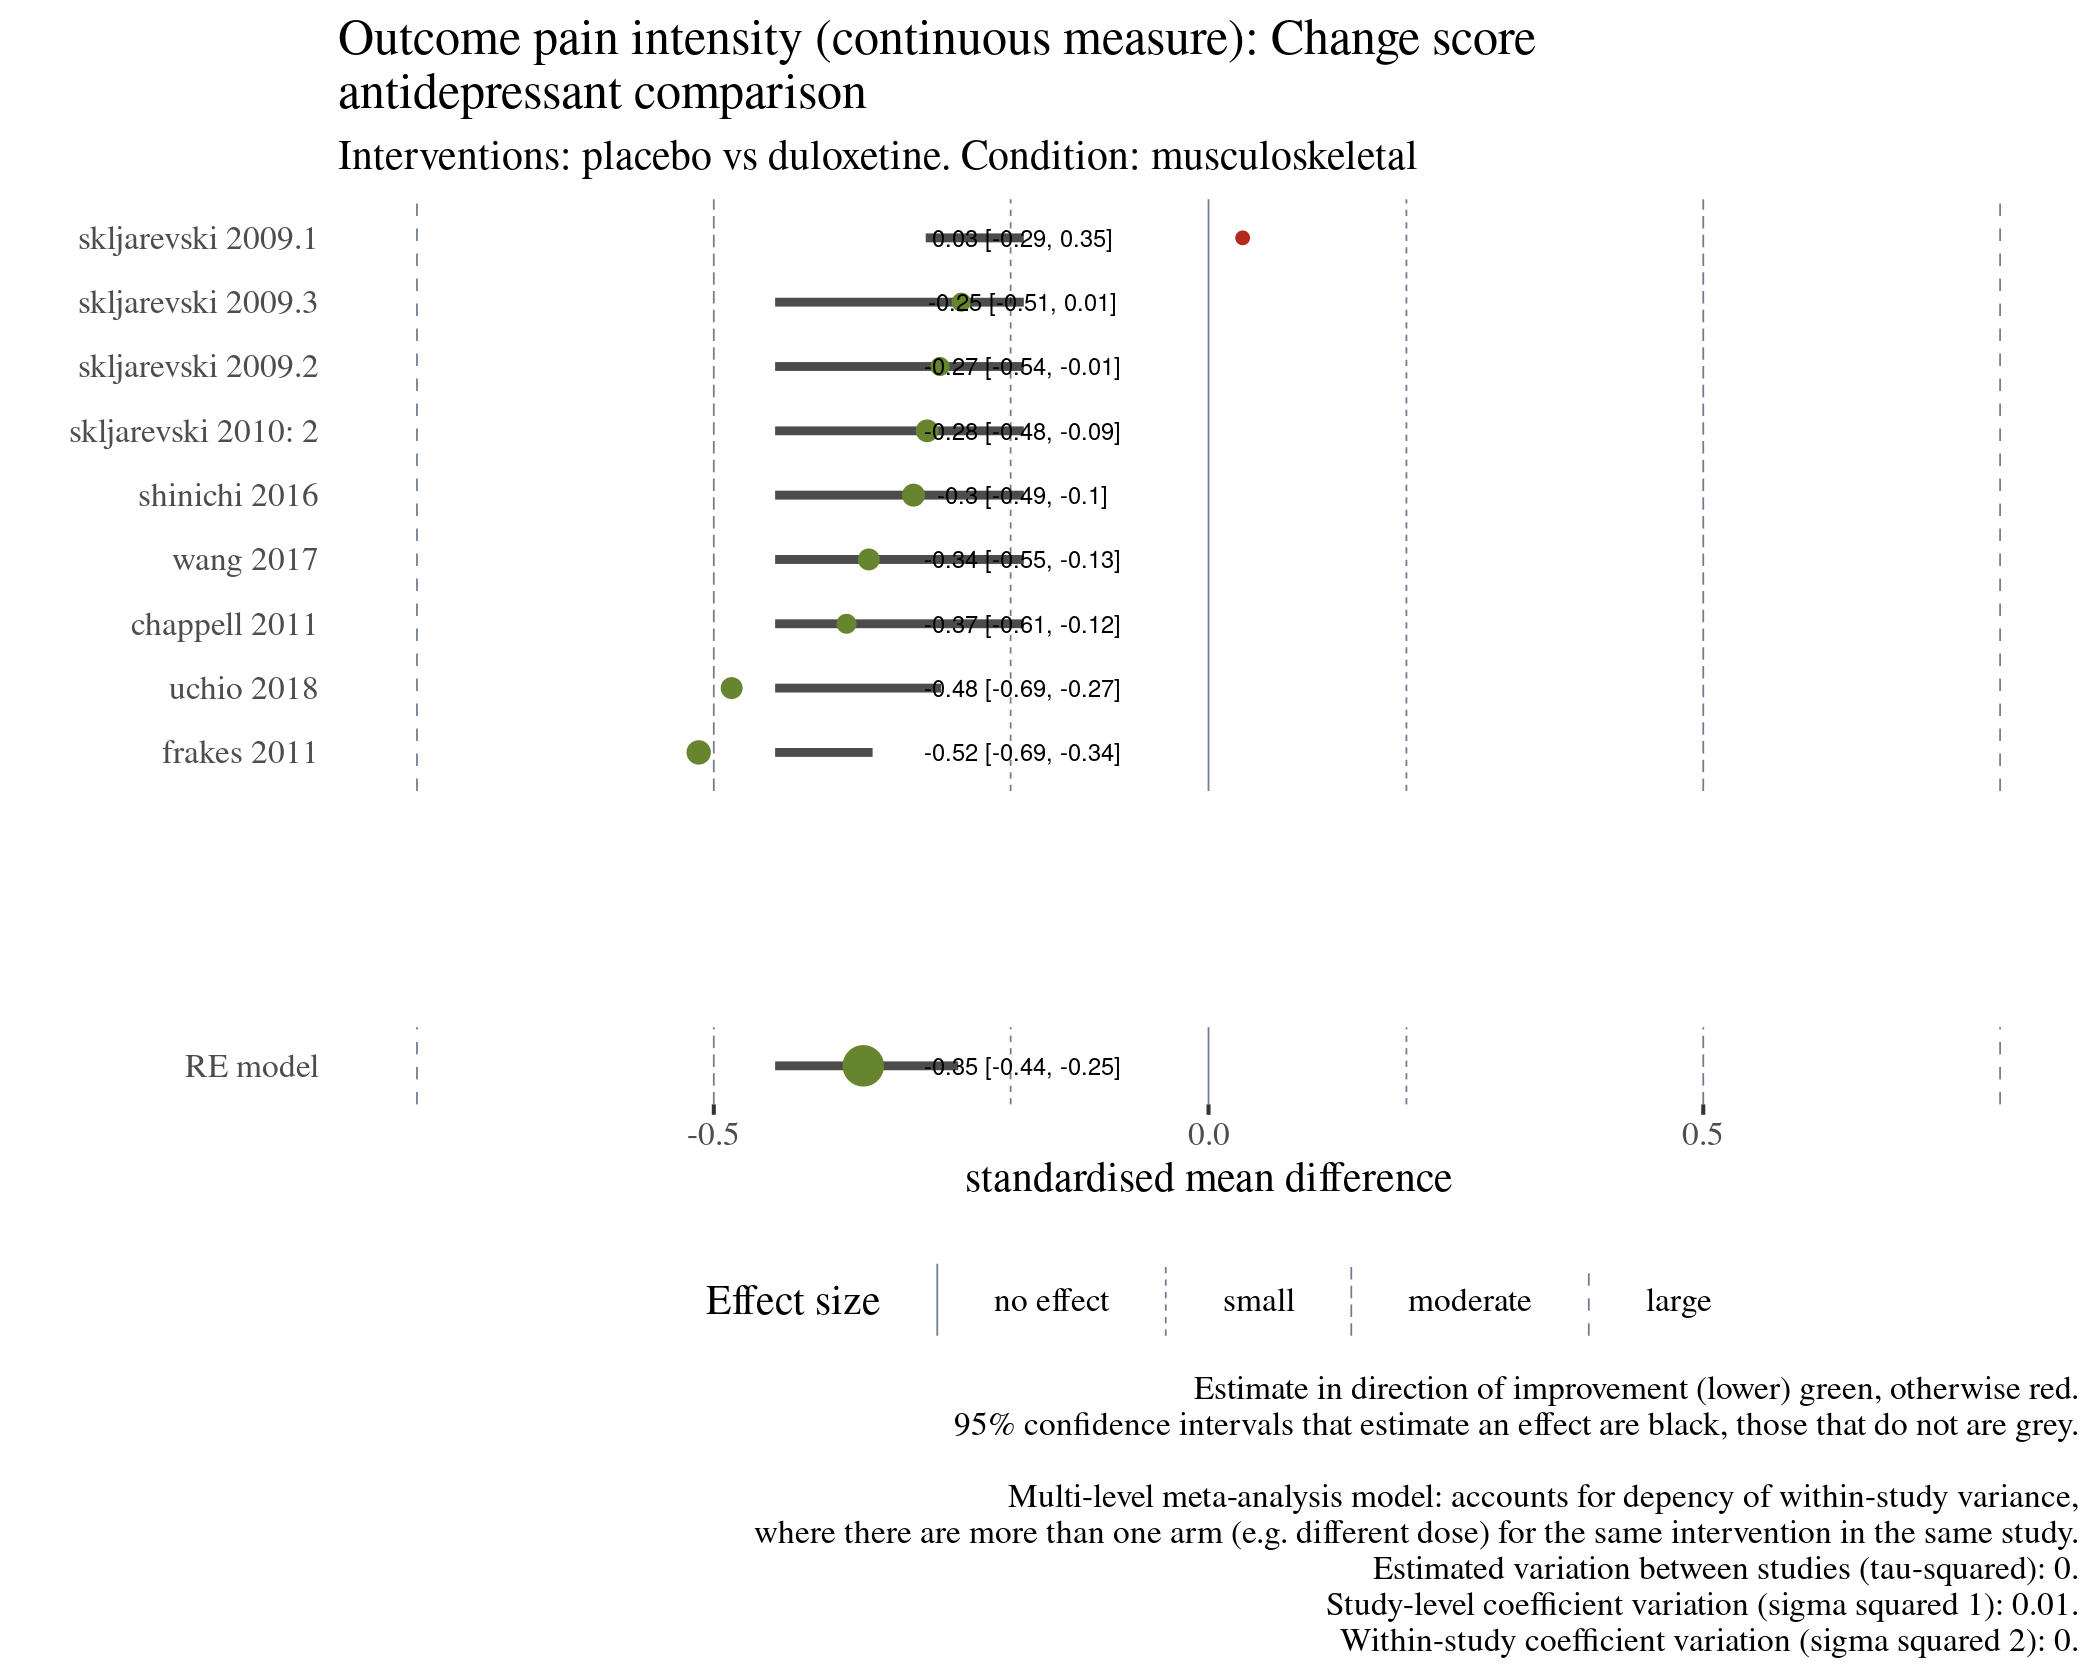 Outcome pain intensity (continuous measure): Change score
antidepressant comparison
Interventions: placebo vs duloxetine. Condition: musculoskeletal
skljarevski 2009.1 0.03 [-0.29, 0.35]
skljarevski 2009.3 -0.25 [-0.51, 0.01]
skljarevski 2009.2 -0.27 [-0.54, -0.01]
skljarevski 2010: 2 -0.28 [-0.48, -0.09]
shinichi 2016 -0.3 [-0.49, -0.1]
wang 2017 -0.34 [-0.55, -0.13]
chappell 2011 -0.37 [-0.61, -0.12]
uchio 2018 -0.48 [-0.69, -0.27]
frakes 2011 -0.52 [-0.69, -0.34]
RE model -0.35 [-0.44, -0.25]
-0.5 0.0 0.5
standardised mean difference
Effect size no effect small moderate large
Estimate in direction of improvement (lower) green, otherwise red.
95% confidence intervals that estimate an effect are black, those that do not are grey.
Multi-level meta-analysis model: accounts for depency of within-study variance,
where there are more than one arm (e.g. different dose) for the same intervention in the same study.
Estimated variation between studies (tau-squared): 0.
Study-level coefficient variation (sigma squared 1): 0.01.
Within-study coefficient variation (sigma squared 2): 0.